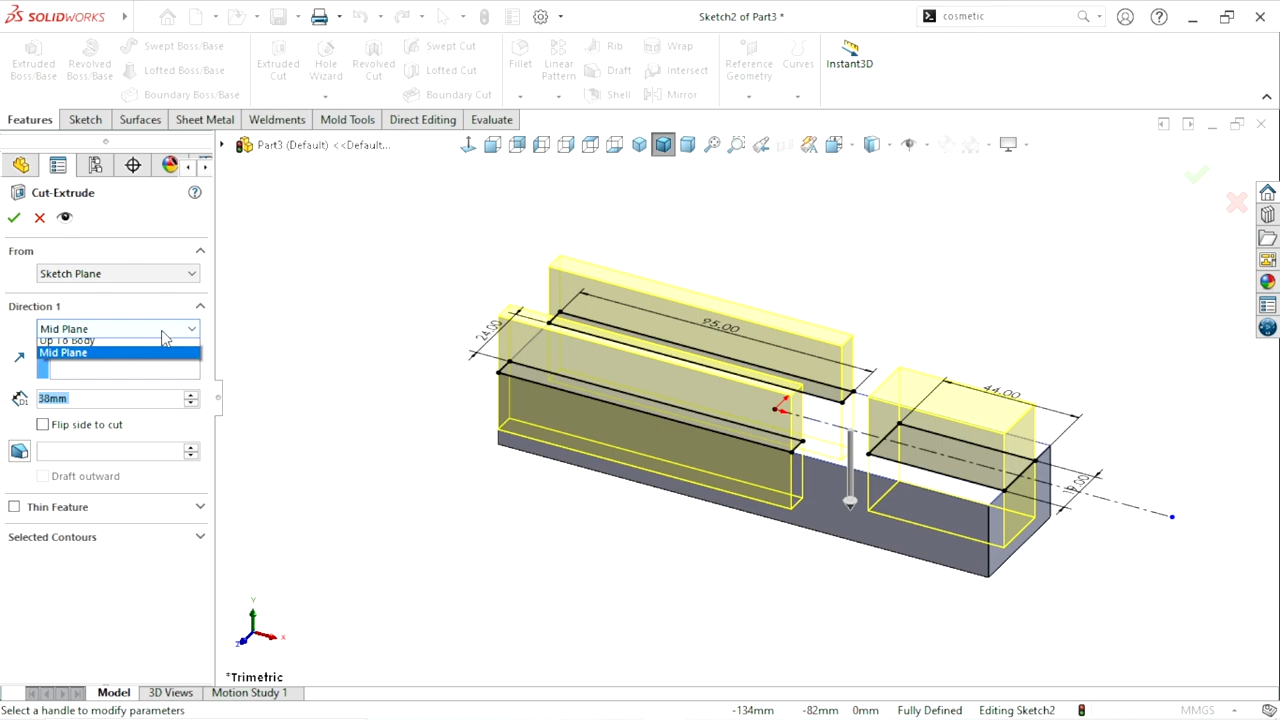 SOLIDWORKS
Sketch2 of Part3 *
cosmetic
Extruded Boss/Base
Revolved Boss/Base
Swept Boss/Base
Lofted Boss/Base
Boundary Boss/Base
Extruded Cut
Hole Wizard
Revolved Cut
Swept Cut
Lofted Cut
Boundary Cut
Fillet
Linear Pattern
Rib
Draft
Shell
Wrap
Intersect
Mirror
Reference Geometry
Curves
Instant3D
Features
Sketch
Surfaces
Sheet Metal
Weldments
Mold Tools
Direct Editing
Evaluate
Part3 (Default) <<Default...
Cut-Extrude
From
Sketch Plane
Direction 1
Mid Plane
Up To Body
Mid Plane
38mm
Flip side to cut
Draft outward
Thin Feature
Selected Contours
95.00
26.00
44.00
Y
X
Z
*Trimetric
Model
3D Views
Motion Study 1
Select a handle to modify parameters
-134mm
-82mm
0mm
Fully Defined
Editing Sketch2
MMGS